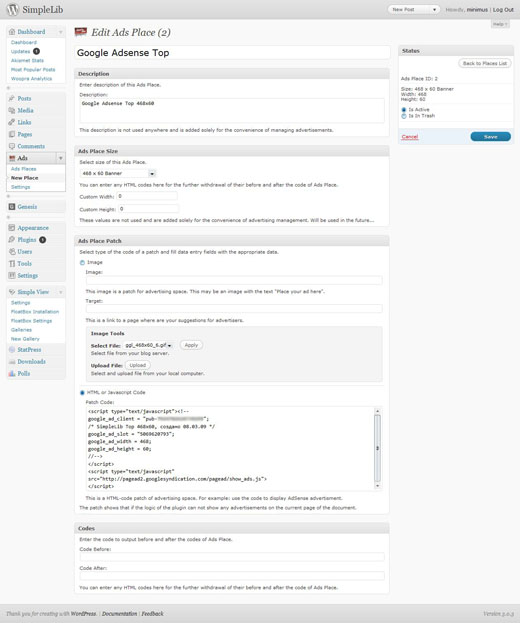 SimpleLib
New Post
Howdy, minimus | Log Out
Help
Dashboard
Dashboard
Updates
Akismet Stats
Most Popular Posts
Woopra Analytics
Posts
Media
Links
Pages
Comments
Ads
Ads Places
New Place
Settings
Genesis
Appearance
Plugins
Users
Tools
Settings
Simple View
Settings
FloatBox Installation
FloatBox Settings
Galleries
New Gallery
StatPress
Downloads
Polls
Edit Ads Place (2)
Google Adsense Top
Description
Enter description of this Ads Place.
Description:
Google Adsense Top 468x60
This description is not used anywhere and is added solely for the convenience of managing advertisements.
Ads Place Size
Select size of this Ads Place.
468 x 60 Banner
You can enter any HTML codes here for the further withdrawal of their before and after the code of Ads Place.
Custom Width: 0
Custom Height: 0
These values are not used and are added solely for the convenience of advertising management. Will be used in the future...
Ads Place Patch
Select type of the code of a patch and fill data entry fields with the appropriate data.
Image
Image:
This image is a patch for advertising space. This may be an image with the text "Place your ad here".
Target:
This is a link to a page where are your suggestions for advertisers.
Image Tools
Select File: ggl_468x60_6.gif Apply
Select file from your blog server.
Upload File: Upload
Select and upload file from your local computer.
HTML or Javascript Code
Patch Code:
<script type="text/javascript"><!--
google_ad_client = "pub-";
/* SimpleLib Top 468x60, создано 08.03.09 */
google_ad_slot = "5069620793";
google_ad_width = 468;
google_ad_height = 60;
//-->
</script>
<script type="text/javascript"
src="http://pagead2.googlesyndication.com/pagead/show_ads.js">
</script>
This is a HTML-code patch of advertising space. For example: use the code to display AdSense advertisement.
The patch shows that if the logic of the plugin can not show any advertisements on the current page of the document.
Codes
Enter the code to output before and after the codes of Ads Place.
Code Before:
Code After:
You can enter any HTML codes here for the further withdrawal of their before and after the code of Ads Place.
Status
Back to Places List
Ads Place ID: 2
Size: 468 x 60 Banner
Width: 468
Height: 60
Is Active
Is In Trash
Cancel
Save
Thank you for creating with WordPress. | Documentation | Feedback